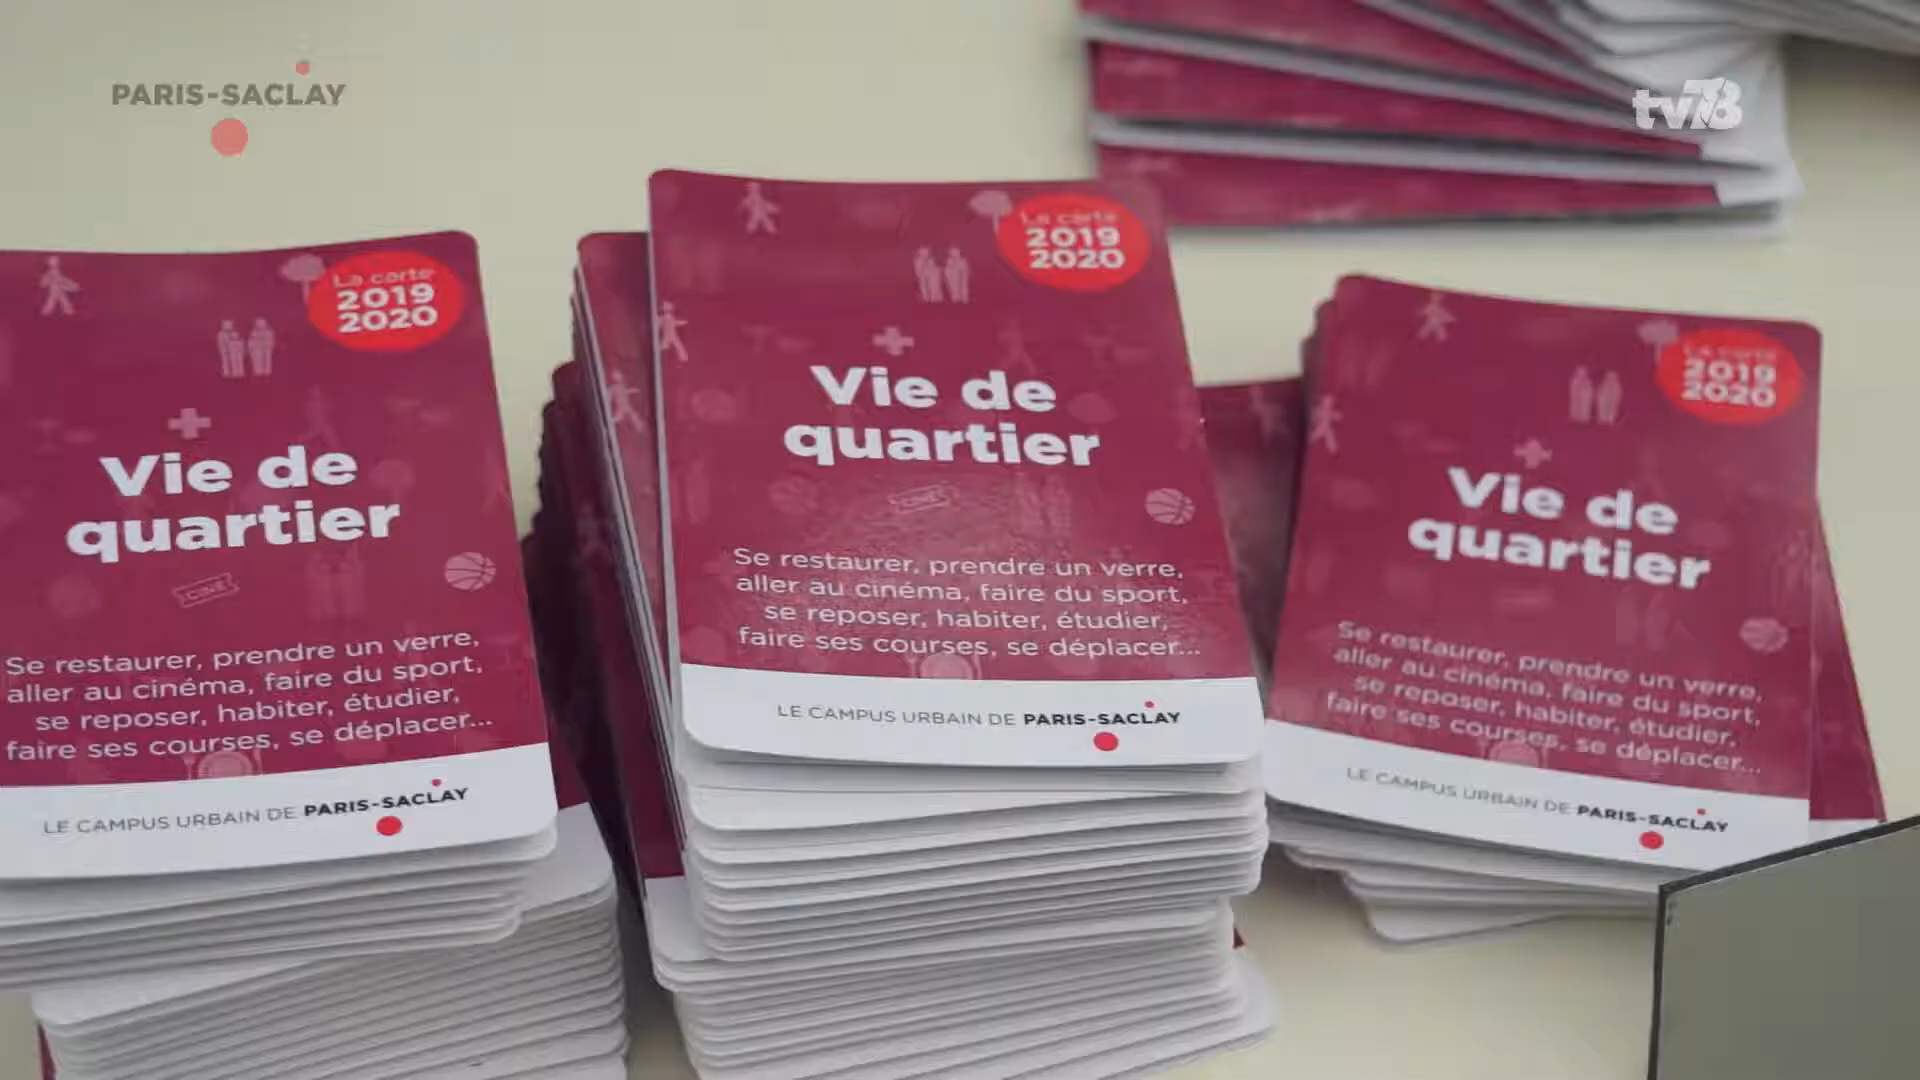 PARIS-SACLAY
tv78
La carte
2019
2020
Vie de
quartier
CINÉ
Se restaurer, prendre un verre,
aller au cinéma, faire du sport,
se reposer, habiter, étudier,
faire ses courses, se déplacer...
LE CAMPUS URBAIN DE PARIS-SACLAY
La carte
2019
2020
Vie de
quartier
CINÉ
Se restaurer, prendre un verre,
aller au cinéma, faire du sport,
se reposer, habiter, étudier,
faire ses courses, se déplacer...
LE CAMPUS URBAIN DE PARIS-SACLAY
La carte
2019
2020
Vie de
quartier
Se restaurer, prendre un verre,
aller au cinéma, faire du sport,
se reposer, habiter, étudier,
faire ses courses, se déplacer...
LE CAMPUS URBAIN DE PARIS-SACLAY